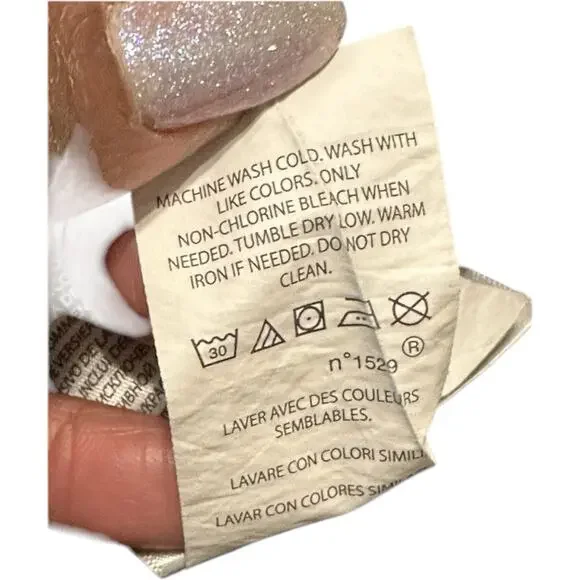 MACHINE WASH COLD. WASH WITH
LIKE COLORS. ONLY
NON-CHLORINE BLEACH WHEN
NEEDED. TUMBLE DRY LOW. WARM
IRON IF NEEDED. DO NOT DRY
CLEAN.
30
®
n°1529
LAVER AVEC DES COULEURS
SEMBLABLES.
LAVARE CON COLORI SIMILI
LAVAR CON COLORES SIMI